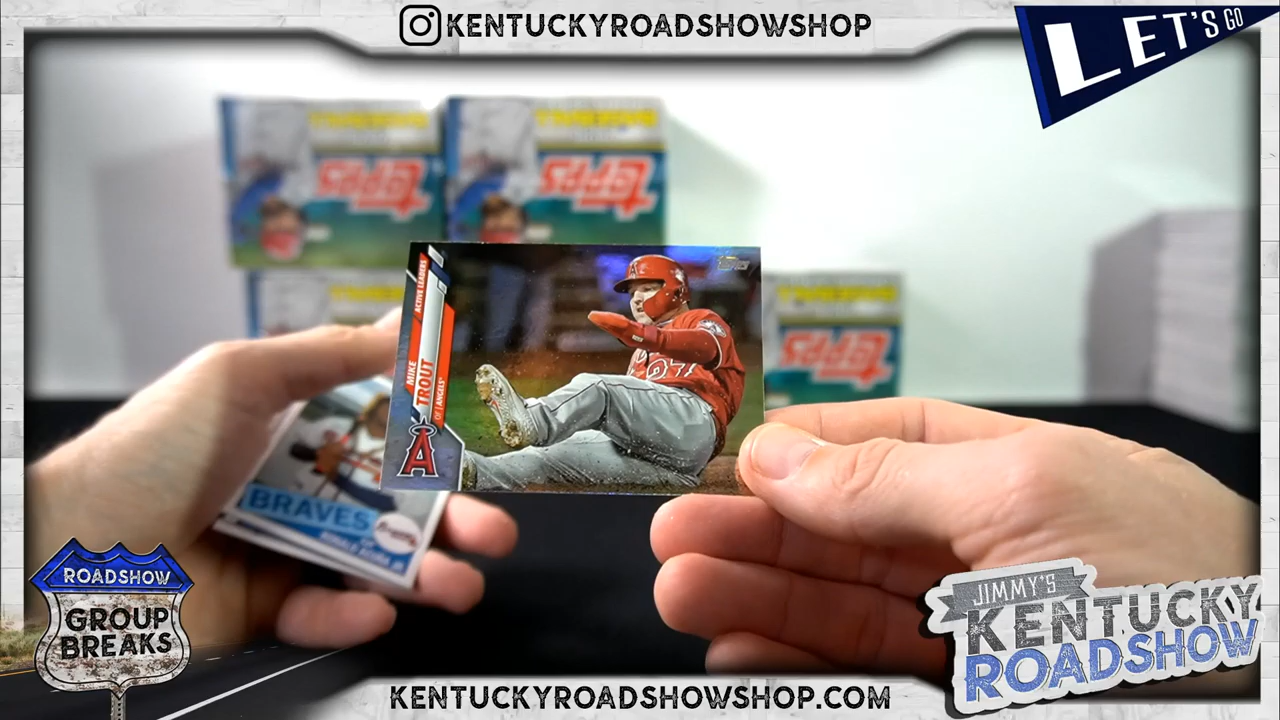 KENTUCKYROADSHOWSHOP
LET'S GO
Topps
Topps
Topps
Topps
ACTIVE LEADERS
MIKE
TROUT
OF | ANGELS
A
BRAVES
ROADSHOW
GROUP
BREAKS
JIMMY'S
KENTUCKY
ROADSHOW
KENTUCKYROADSHOWSHOP.COM